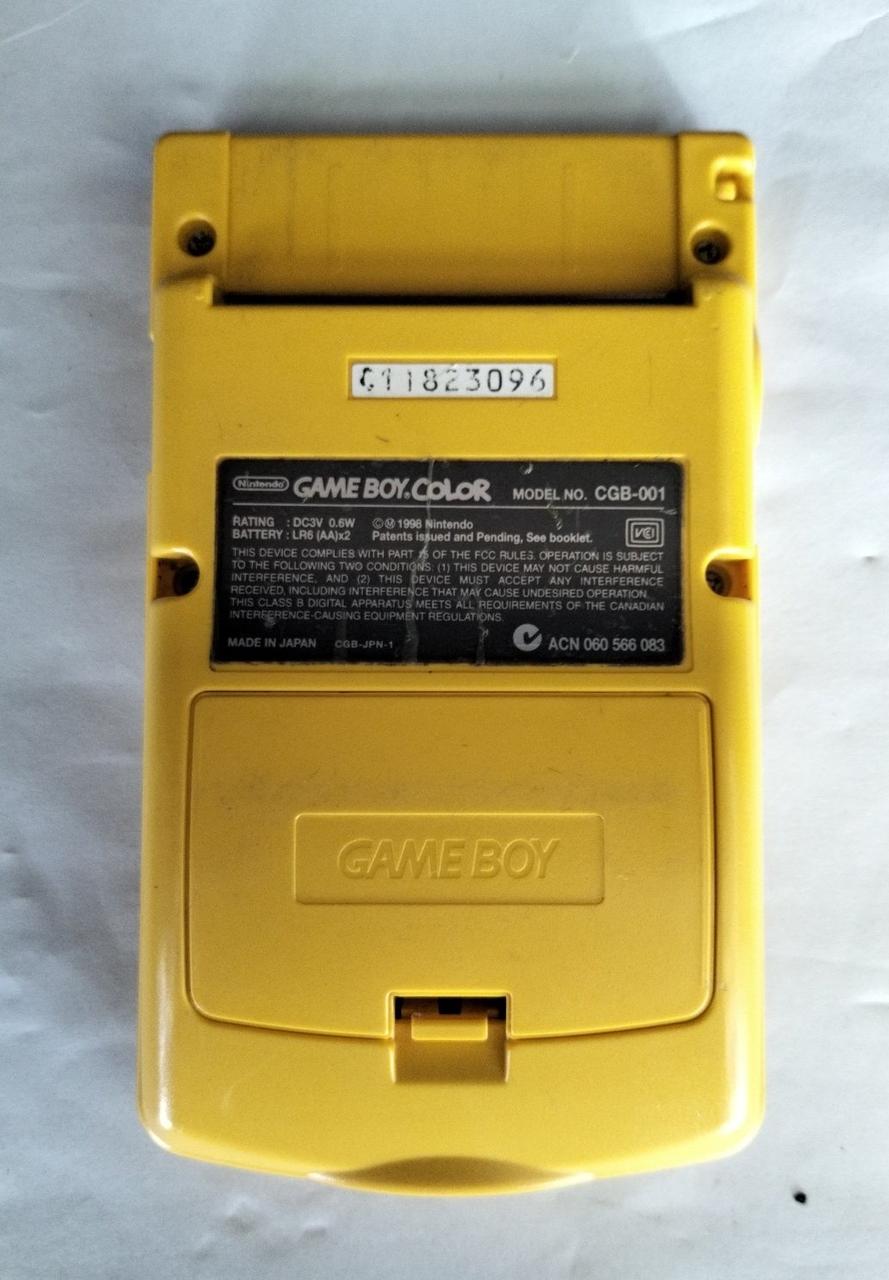 C11823096
Nintendo GAME BOY COLOR MODEL NO. CGB-001
RATING : DC3V 0.6W ©Ⓜ 1998 Nintendo
BATTERY : LR6 (AA)x2 Patents issued and Pending, See booklet.
VCI
THIS DEVICE COMPLIES WITH PART 15 OF THE FCC RULES. OPERATION IS SUBJECT
TO THE FOLLOWING TWO CONDITIONS: (1) THIS DEVICE MAY NOT CAUSE HARMFUL
INTERFERENCE, AND (2) THIS DEVICE MUST ACCEPT ANY INTERFERENCE
RECEIVED, INCLUDING INTERFERENCE THAT MAY CAUSE UNDESIRED OPERATION.
THIS CLASS B DIGITAL APPARATUS MEETS ALL REQUIREMENTS OF THE CANADIAN
INTERFERENCE-CAUSING EQUIPMENT REGULATIONS.
MADE IN JAPAN CGB-JPN-1 ACN 060 566 083
GAME BOY